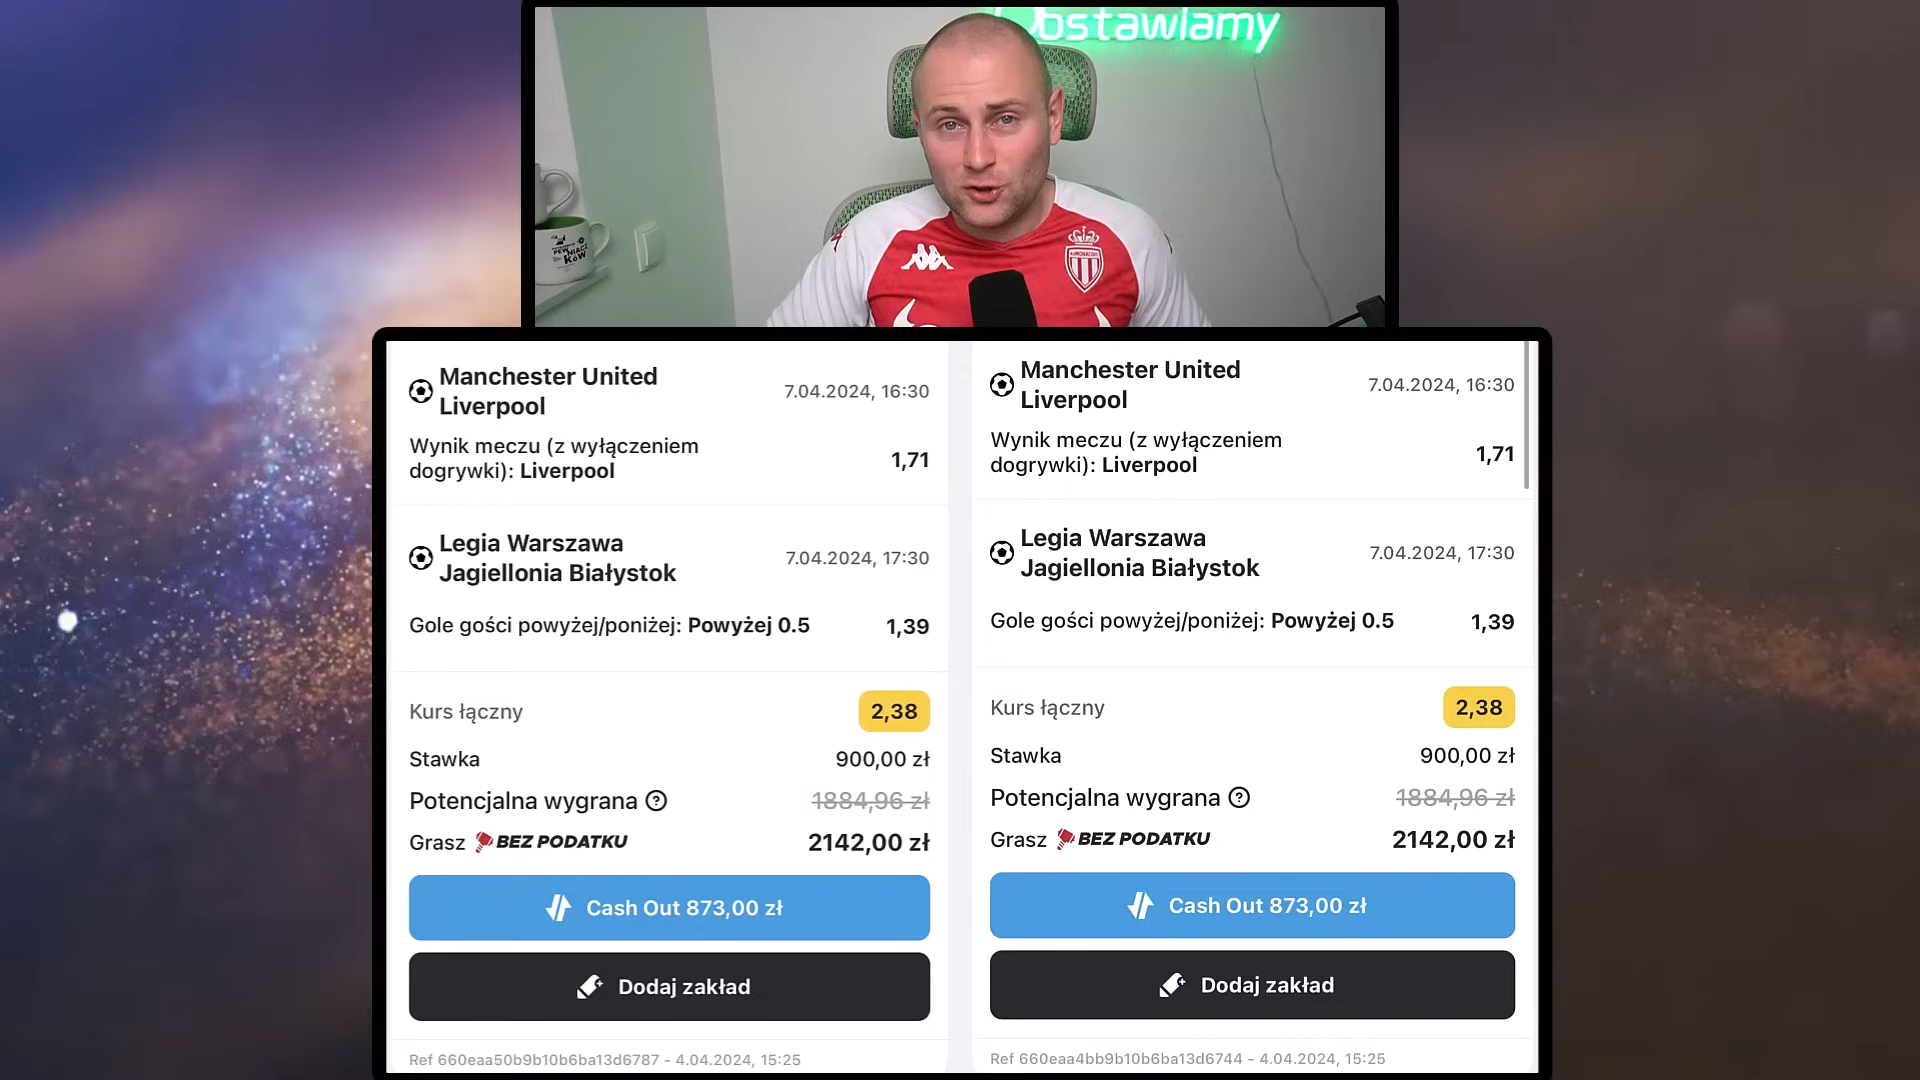 Obstawiamy
PEWNIACZ
KÓW
Manchester United
Liverpool
7.04.2024, 16:30
Wynik meczu (z wyłączeniem
dogrywki): Liverpool
1,71
Legia Warszawa
Jagiellonia Białystok
7.04.2024, 17:30
Gole gości powyżej/poniżej: Powyżej 0.5
1,39
Kurs łączny
2,38
Stawka
900,00 zł
Potencjalna wygrana
1884,96 zł
Grasz BEZ PODATKU
2142,00 zł
Cash Out 873,00 zł
Dodaj zakład
Ref 660eaa50b9b10b6ba13d6787 - 4.04.2024, 15:25
Manchester United
Liverpool
7.04.2024, 16:30
Wynik meczu (z wyłączeniem
dogrywki): Liverpool
1,71
Legia Warszawa
Jagiellonia Białystok
7.04.2024, 17:30
Gole gości powyżej/poniżej: Powyżej 0.5
1,39
Kurs łączny
2,38
Stawka
900,00 zł
Potencjalna wygrana
1884,96 zł
Grasz BEZ PODATKU
2142,00 zł
Cash Out 873,00 zł
Dodaj zakład
Ref 660eaa4bb9b10b6ba13d6744 - 4.04.2024, 15:25